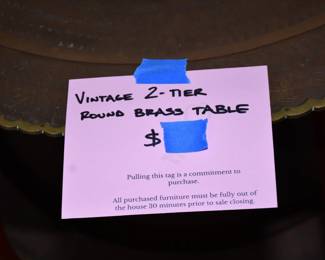 VINTAGE 2-TIER
ROUND BRASS TABLE
$
Pulling this tag is a commitment to
purchase.
All purchased furniture must be fully out of
the house 30 minutes prior to sale closing.